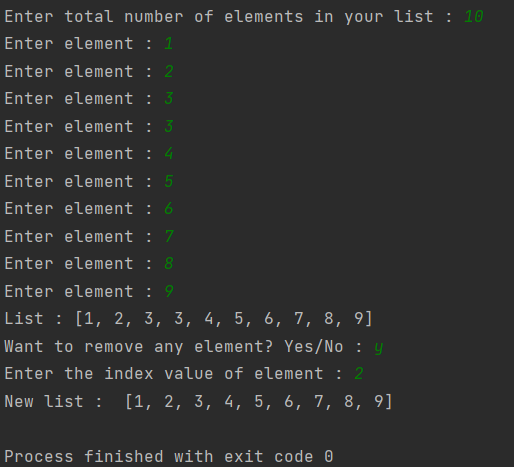 Enter total number of elements in your list : 10
Enter element : 1
Enter element : 2
Enter element : 3
Enter element : 3
Enter element : 4
Enter element : 5
Enter element : 6
Enter element : 7
Enter element : 8
Enter element : 9
List : [1, 2, 3, 3, 4, 5, 6, 7, 8, 9]
Want to remove any element? Yes/No : y
Enter the index value of element : 2
New list :  [1, 2, 3, 4, 5, 6, 7, 8, 9]
Process finished with exit code 0